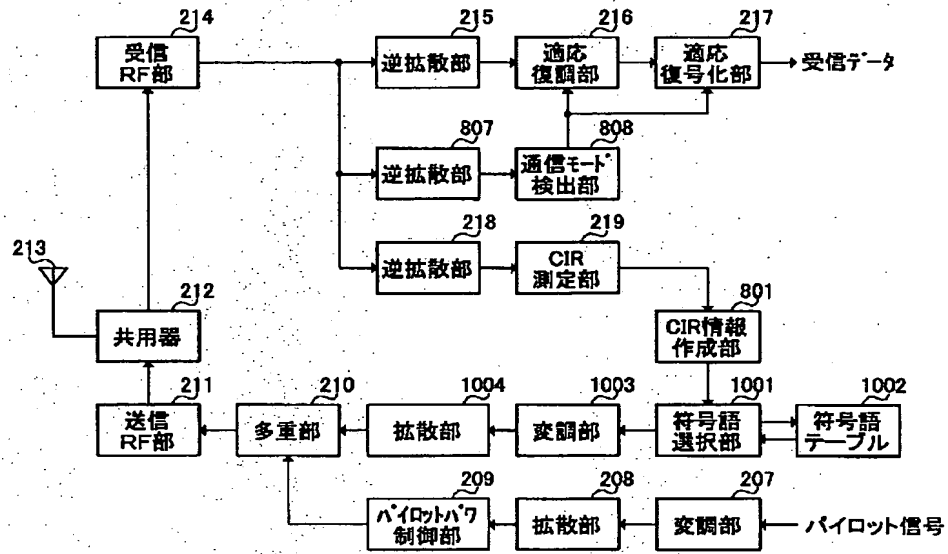 214
受信
RF部
215
逆拡散部
216
適応
復調部
217
適応
復号化部
受信データ
807
逆拡散部
808
通信モード
検出部
218
逆拡散部
219
CIR
測定部
213
212
共用器
801
CIR情報
作成部
211
送信
RF部
210
多重部
1004
拡散部
1003
変調部
1001
符号語
選択部
1002
符号語
テーブル
209
パイロットパワ
制御部
208
拡散部
207
変調部
パイロット信号